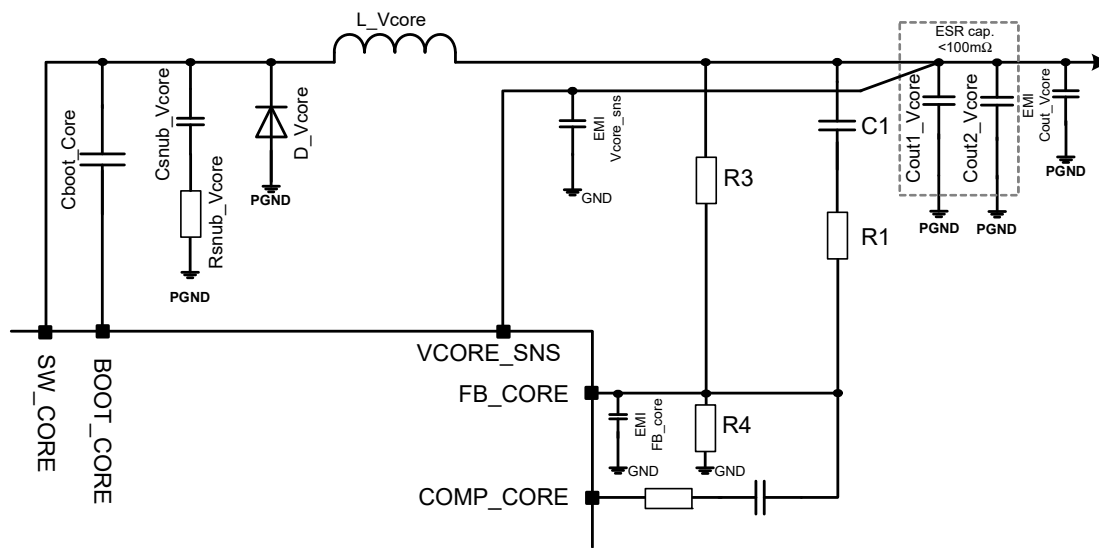 L_Vcore
ESR cap.
<100mΩ
Cboot_Core
Csnub_Vcore
Rsnub_Vcore
PGND
D_Vcore
PGND
EMI
Vcore_sns
GND
R3
C1
R1
Cout1_Vcore
Cout2_Vcore
PGND
PGND
EMI
Cout_Vcore
PGND
SW_CORE
BOOT_CORE
VCORE_SNS
FB_CORE
EMI
FB_core
GND
R4
GND
COMP_CORE